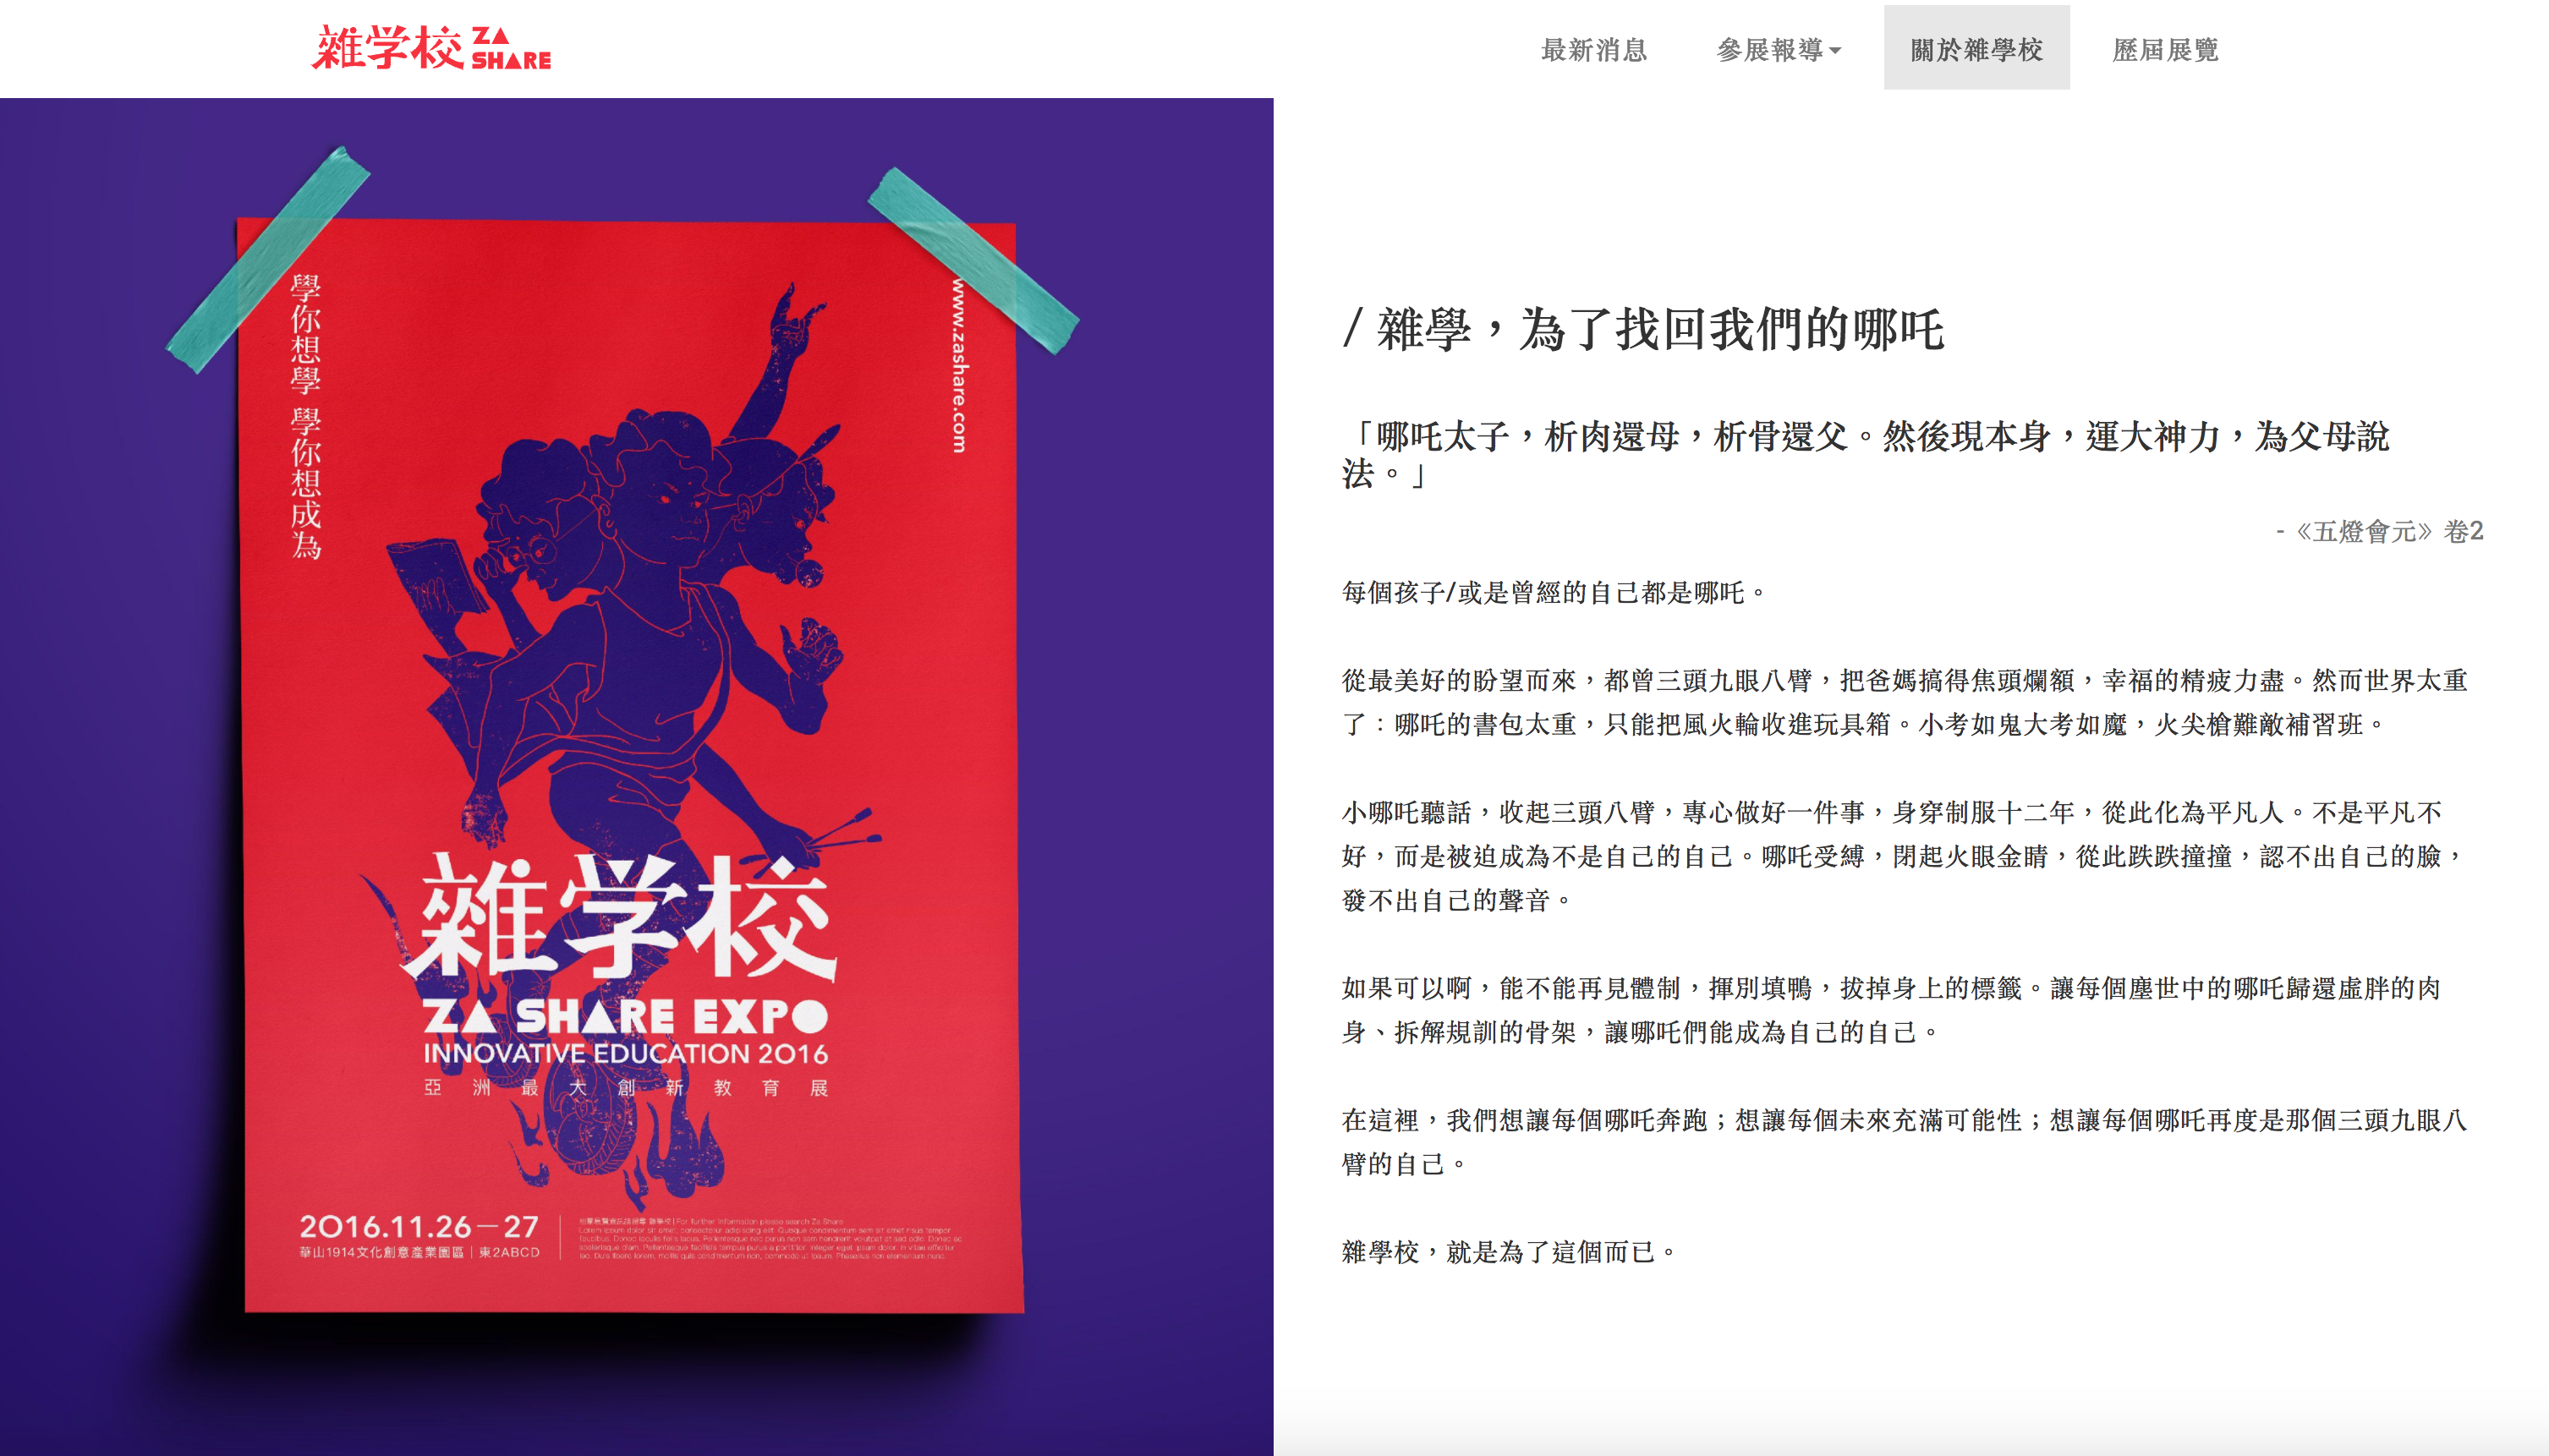 雜学校 ZA SHARE
最新消息
參展報導
關於雜學校
歷屆展覽
學你想學 學你想成為
www.zashare.com
雜学校
ZA SHARE EXPO
INNOVATIVE EDUCATION 2016
亞洲最大創新教育展
2016.11.26—27
華山1914文化創意產業園區｜東2ABCD
For further information please search Za Share
/ 雜學，為了找回我們的哪吒
「哪吒太子，析肉還母，析骨還父。然後現本身，運大神力，為父母說
法。」
-《五燈會元》卷2
每個孩子/或是曾經的自己都是哪吒。
從最美好的盼望而來，都曾三頭九眼八臂，把爸媽搞得焦頭爛額，幸福的精疲力盡。然而世界太重
了：哪吒的書包太重，只能把風火輪收進玩具箱。小考如鬼大考如魔，火尖槍難敵補習班。
小哪吒聽話，收起三頭八臂，專心做好一件事，身穿制服十二年，從此化為平凡人。不是平凡不
好，而是被迫成為不是自己的自己。哪吒受縛，閉起火眼金睛，從此跌跌撞撞，認不出自己的臉，
發不出自己的聲音。
如果可以啊，能不能再見體制，揮別填鴨，拔掉身上的標籤。讓每個塵世中的哪吒歸還虛胖的肉
身、拆解規訓的骨架，讓哪吒們能成為自己的自己。
在這裡，我們想讓每個哪吒奔跑；想讓每個未來充滿可能性；想讓每個哪吒再度是那個三頭九眼八
臂的自己。
雜學校，就是為了這個而已。